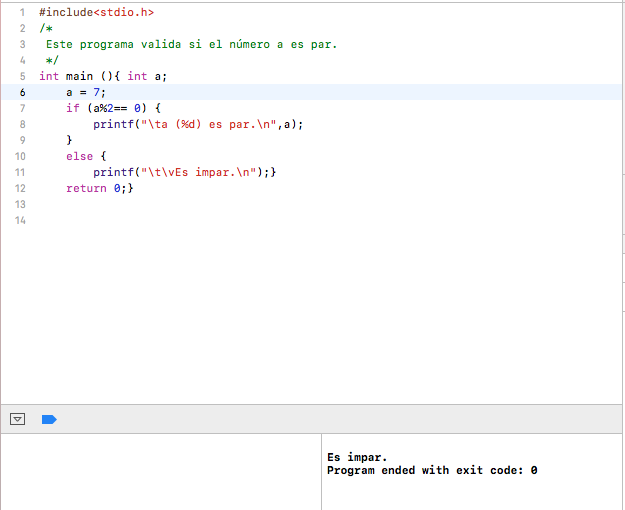 1 #include<stdio.h>
2 /*
3 Este programa valida si el número a es par.
4 */
5 int main (){ int a;
6 a = 7;
7 if (a%2== 0) {
8 printf("\ta (%d) es par.\n",a);
9 }
10 else {
11 printf("\t\vEs impar.\n");}
12 return 0;}
13
14
Es impar.
Program ended with exit code: 0